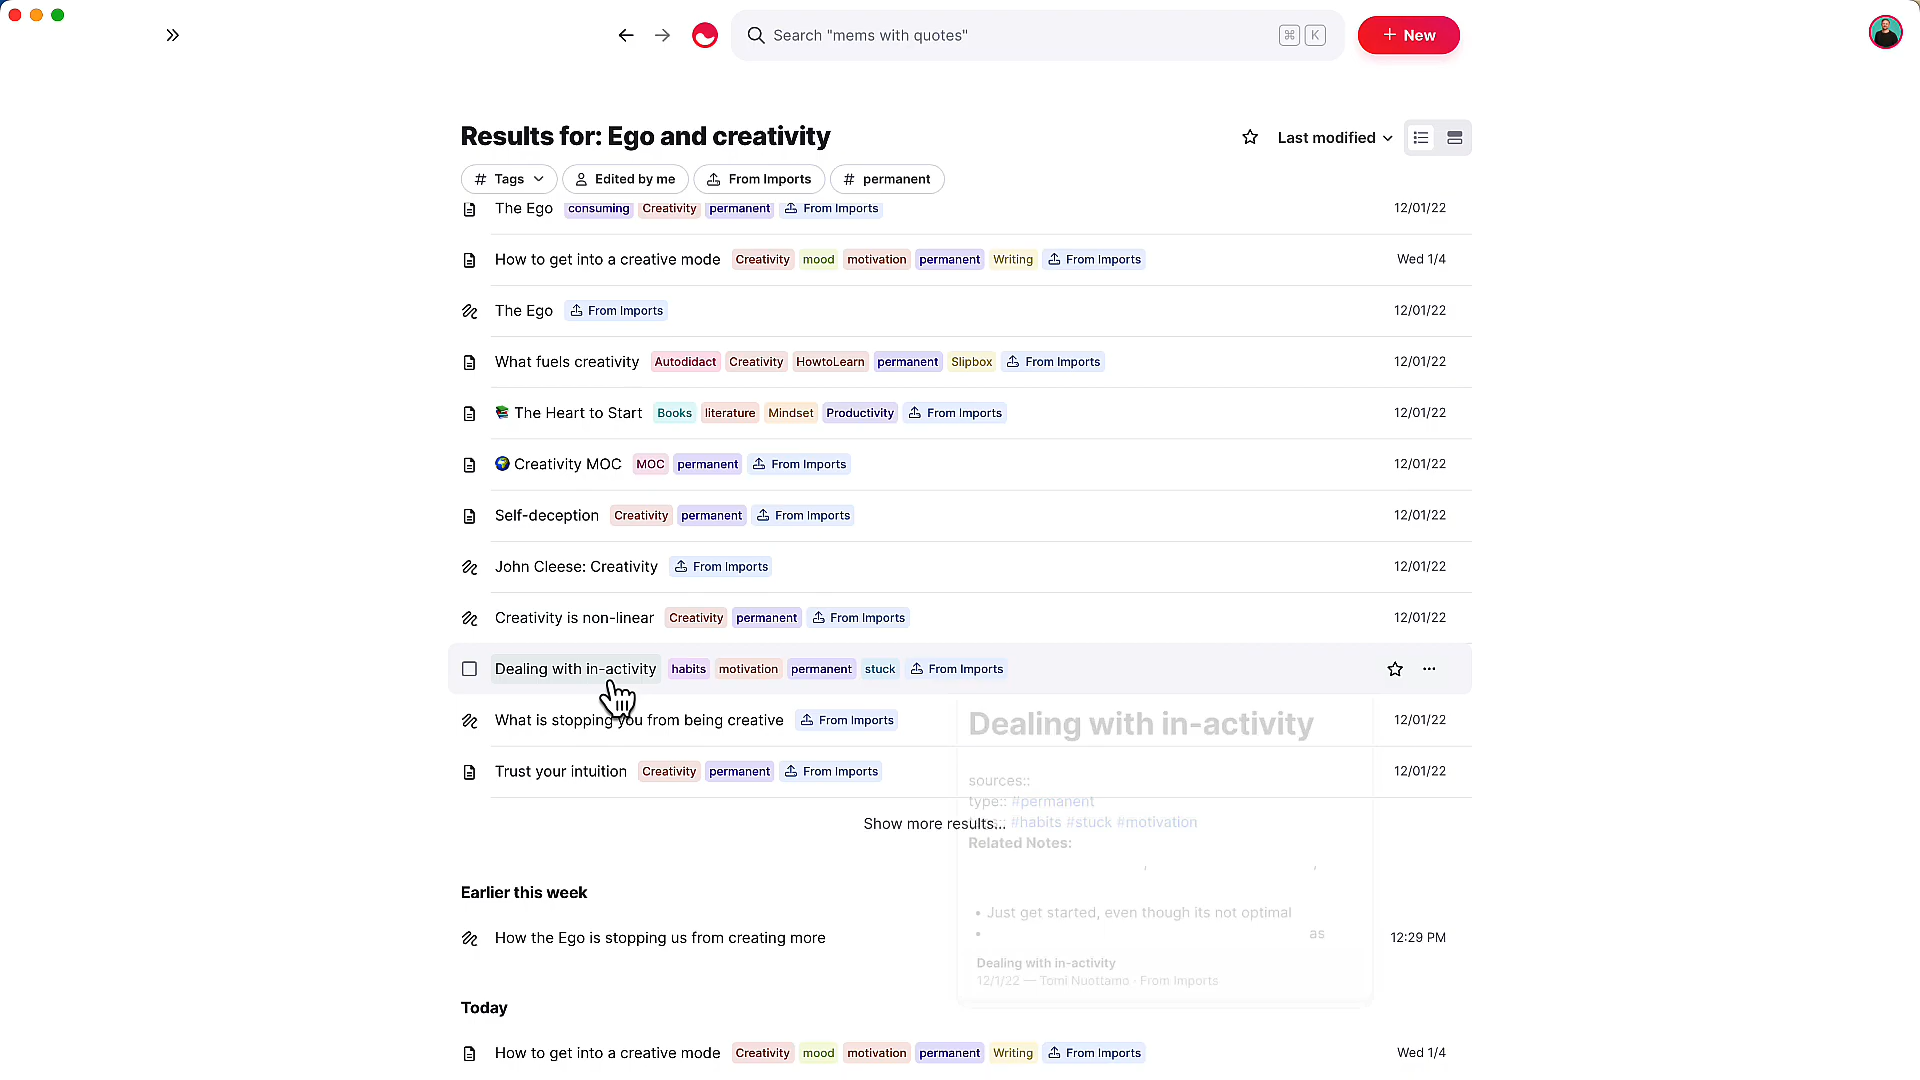 Search "mems with quotes"
⌘ K
+ New
Results for: Ego and creativity
Last modified
# Tags
Edited by me
From Imports
# permanent
The Ego consuming Creativity permanent From Imports 12/01/22
How to get into a creative mode Creativity mood motivation permanent Writing From Imports Wed 1/4
The Ego From Imports 12/01/22
What fuels creativity Autodidact Creativity HowtoLearn permanent Slipbox From Imports 12/01/22
📚 The Heart to Start Books literature Mindset Productivity From Imports 12/01/22
🌍 Creativity MOC MOC permanent From Imports 12/01/22
Self-deception Creativity permanent From Imports 12/01/22
John Cleese: Creativity From Imports 12/01/22
Creativity is non-linear Creativity permanent From Imports 12/01/22
Dealing with in-activity habits motivation permanent stuck From Imports
What is stopping you from being creative From Imports 12/01/22
Trust your intuition Creativity permanent From Imports 12/01/22
Show more results...
Dealing with in-activity
sources::
type:: #permanent
#habits #stuck #motivation
Related Notes:
, ,
• Just get started, even though its not optimal
• as
Dealing with in-activity
12/1/22 — Tomi Nuottamo · From Imports
Earlier this week
How the Ego is stopping us from creating more 12:29 PM
Today
How to get into a creative mode Creativity mood motivation permanent Writing From Imports Wed 1/4